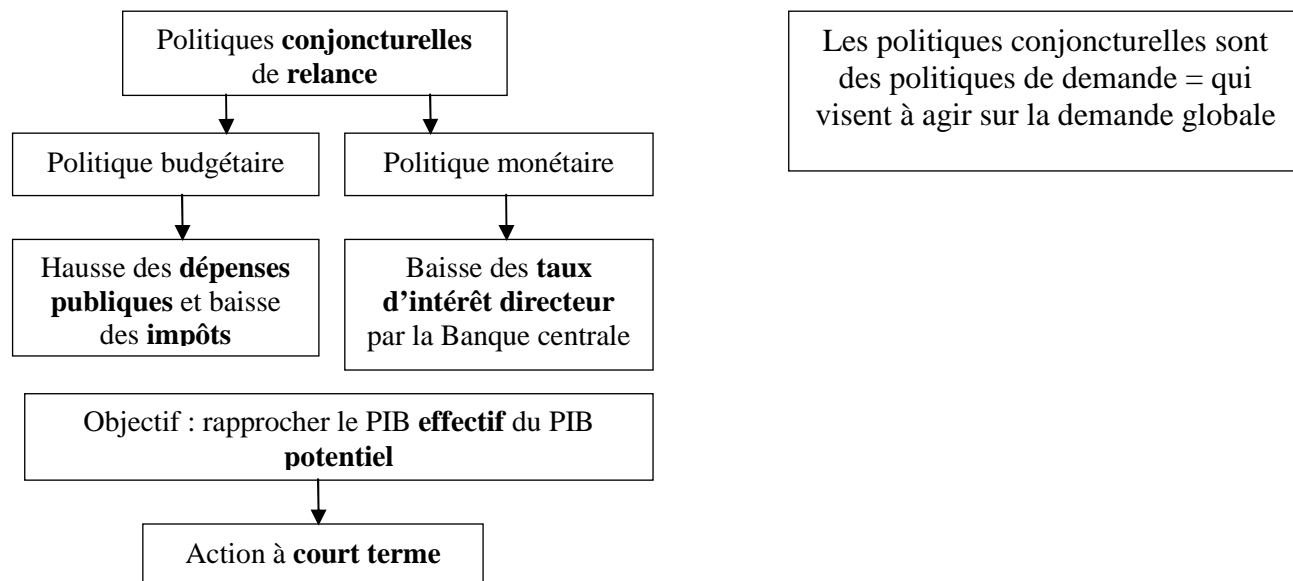 Politiques conjoncturelles
de relance
Les politiques conjoncturelles sont
des politiques de demande = qui
visent à agir sur la demande globale
Politique budgétaire
Politique monétaire
Hausse des dépenses
publiques et baisse
des impôts
Baisse des taux
d’intérêt directeur
par la Banque centrale
Objectif : rapprocher le PIB effectif du PIB
potentiel
Action à court terme